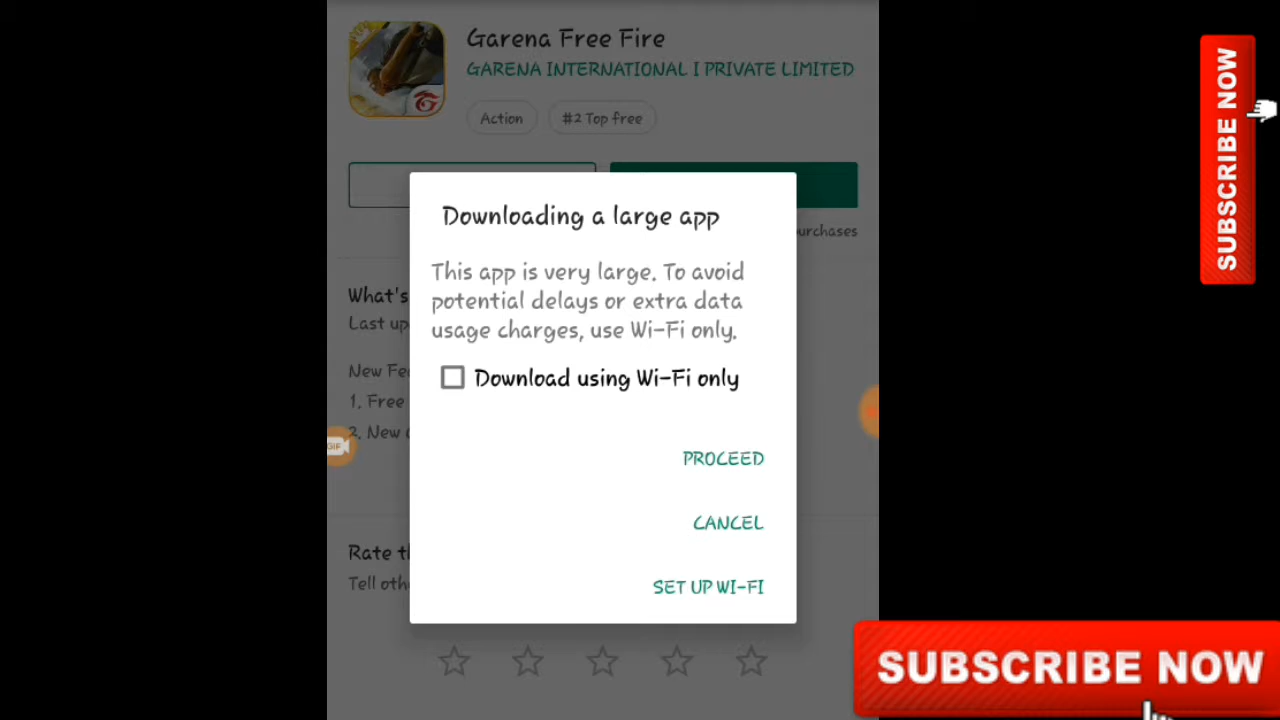 Garena Free Fire
GARENA INTERNATIONAL I PRIVATE LIMITED
Action
#2 Top free
urchases
Downloading a large app
This app is very large. To avoid
potential delays or extra data
usage charges, use Wi-Fi only.
Download using Wi-Fi only
PROCEED
CANCEL
SET UP WI-FI
What's
Last up
New Fe
1. Free
2. New
GIF
Rate th
Tell oth
SUBSCRIBE NOW
SUBSCRIBE NOW